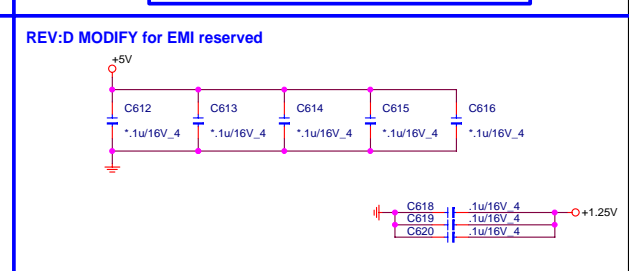 REV:D MODIFY for EMI reserved
+5V
C612 C613 C614 C615 C616
*.1u/16V_4 *.1u/16V_4 *.1u/16V_4 *.1u/16V_4 *.1u/16V_4
C618 .1u/16V_4
+1.25V
C619 .1u/16V_4
C620 .1u/16V_4